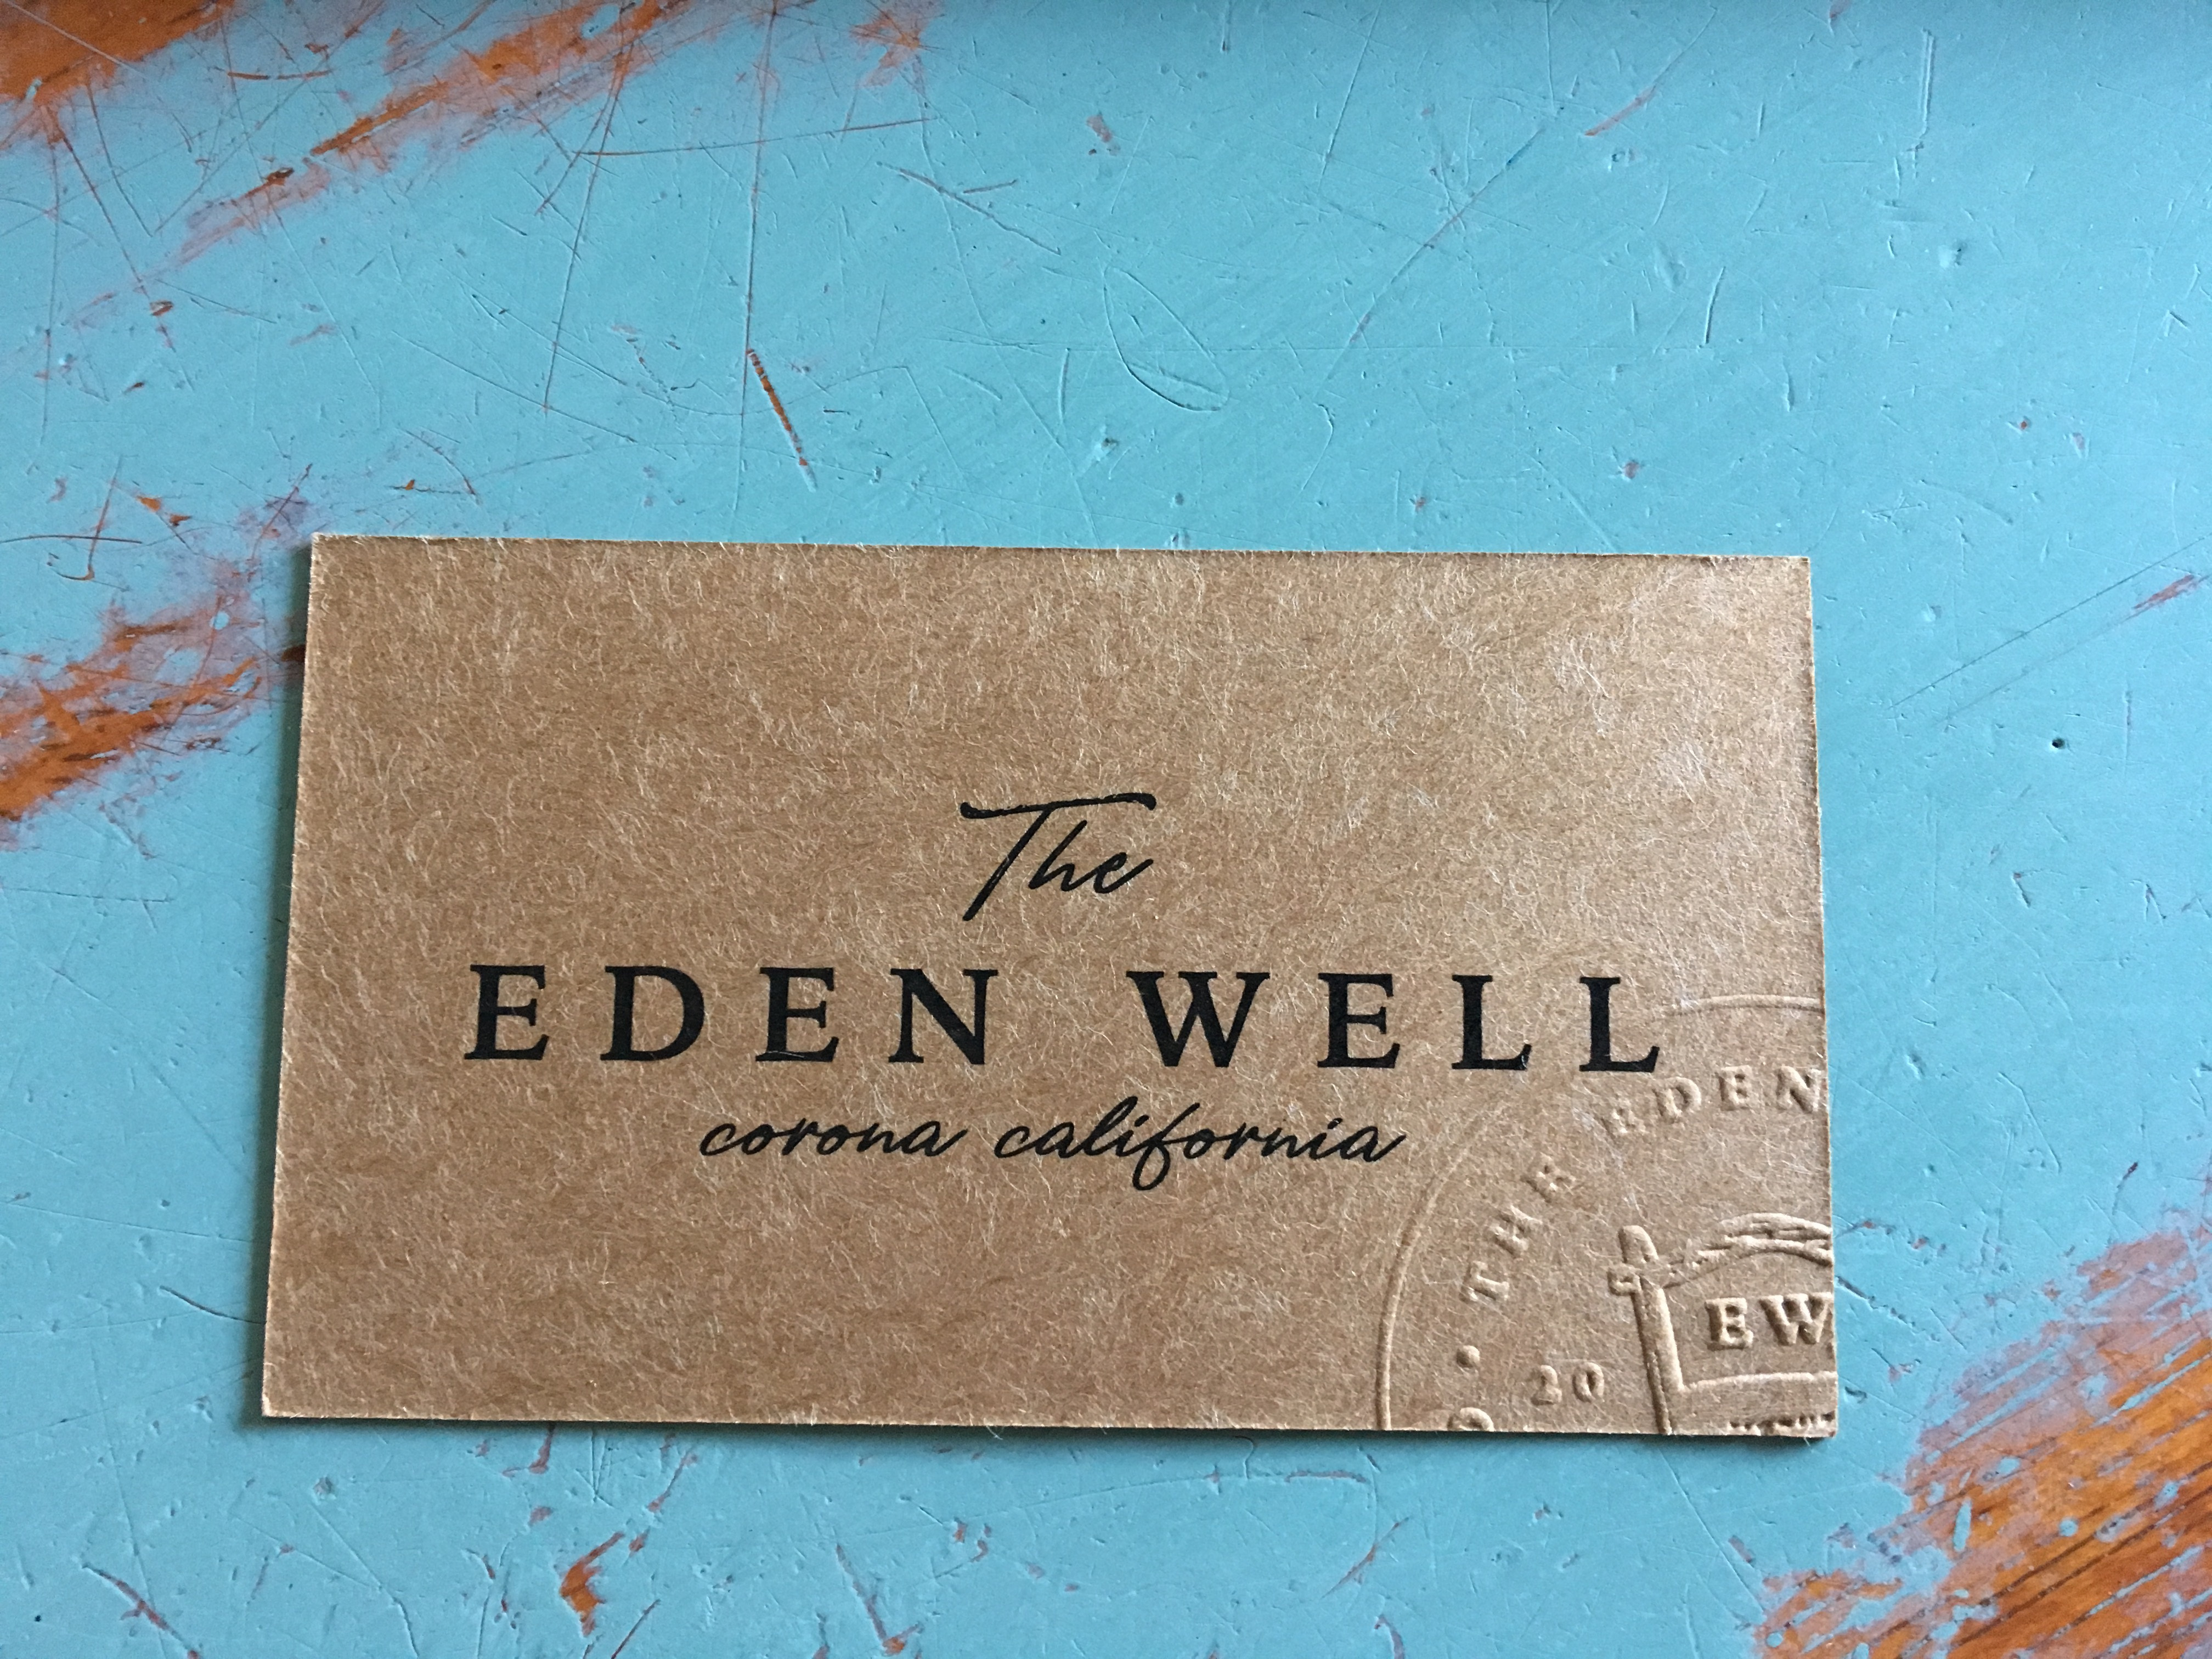 The
EDEN WELL
corona california
THE EDEN
EW
20